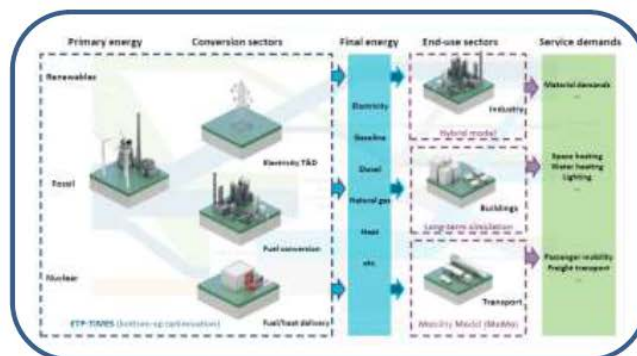 Primary energy
Conversion sectors
Final energy
End-use sectors
Service demands
Renewables
Fossil
Nuclear
Electricity T&D
Fuel conversion
Fuel/heat delivery
ETP-TIMES (bottom-up optimisation)
Electricity
Gasoline
Diesel
Natural gas
Heat
etc
Industry
Hybrid model
Buildings
Long-term simulation
Transport
Mobility Model (MoMo)
Material demands
...
Space heating
Water heating
Lighting
...
Passenger mobility
Freight transport
...